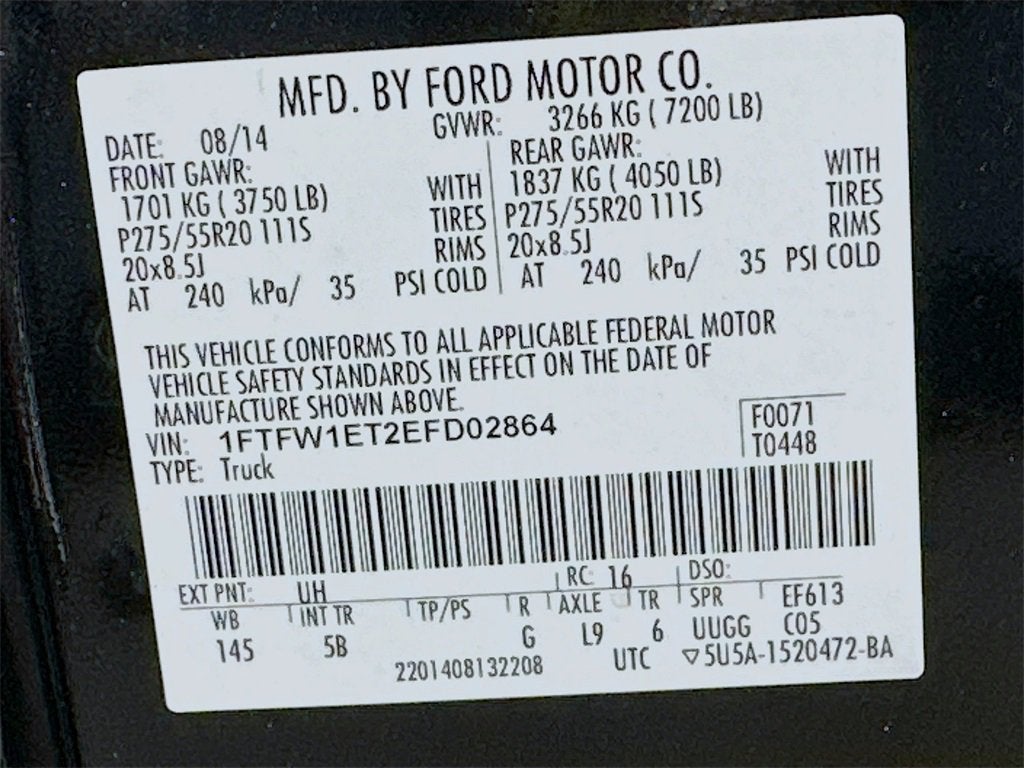 MFD. BY FORD MOTOR CO.
DATE: 08/14 GVWR: 3266 KG ( 7200 LB)
FRONT GAWR: REAR GAWR:
1701 KG ( 3750 LB) WITH 1837 KG ( 4050 LB) WITH
P275/55R20 111S TIRES P275/55R20 111S TIRES
20x8.5J RIMS 20x8.5J RIMS
AT 240 kPa/ 35 PSI COLD AT 240 kPa/ 35 PSI COLD
THIS VEHICLE CONFORMS TO ALL APPLICABLE FEDERAL MOTOR
VEHICLE SAFETY STANDARDS IN EFFECT ON THE DATE OF
MANUFACTURE SHOWN ABOVE.
VIN: 1FTFW1ET2EFD02864 F0071
TYPE: Truck T0448
EXT PNT: UH RC: 16 DSO:
WB INT TR TP/PS R AXLE TR SPR EF613
145 5B G L9 6 UUGG C05
2201408132208 UTC ▽5U5A-1520472-BA